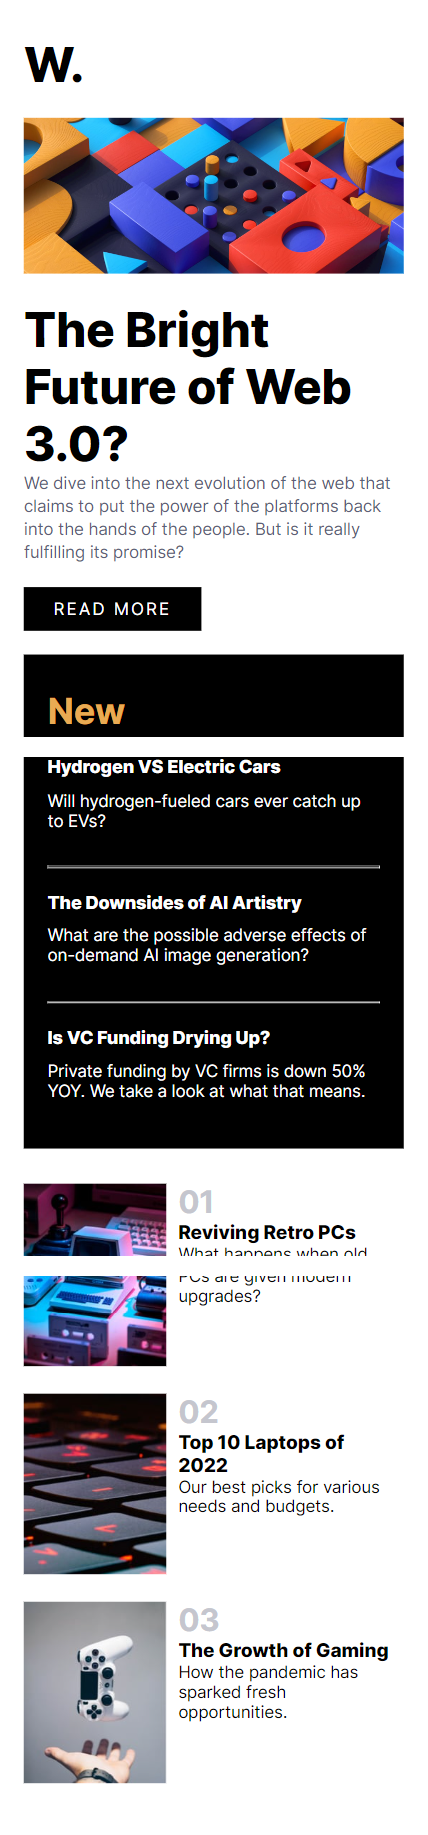 W.
The Bright
Future of Web
3.0?
We dive into the next evolution of the web that
claims to put the power of the platforms back
into the hands of the people. But is it really
fulfilling its promise?
READ MORE
New
Hydrogen VS Electric Cars
Will hydrogen-fueled cars ever catch up
to EVs?
The Downsides of AI Artistry
What are the possible adverse effects of
on-demand AI image generation?
Is VC Funding Drying Up?
Private funding by VC firms is down 50%
YOY. We take a look at what that means.
01
Reviving Retro PCs
What happens when old
PCs are given modern
upgrades?
02
Top 10 Laptops of
2022
Our best picks for various
needs and budgets.
03
The Growth of Gaming
How the pandemic has
sparked fresh
opportunities.